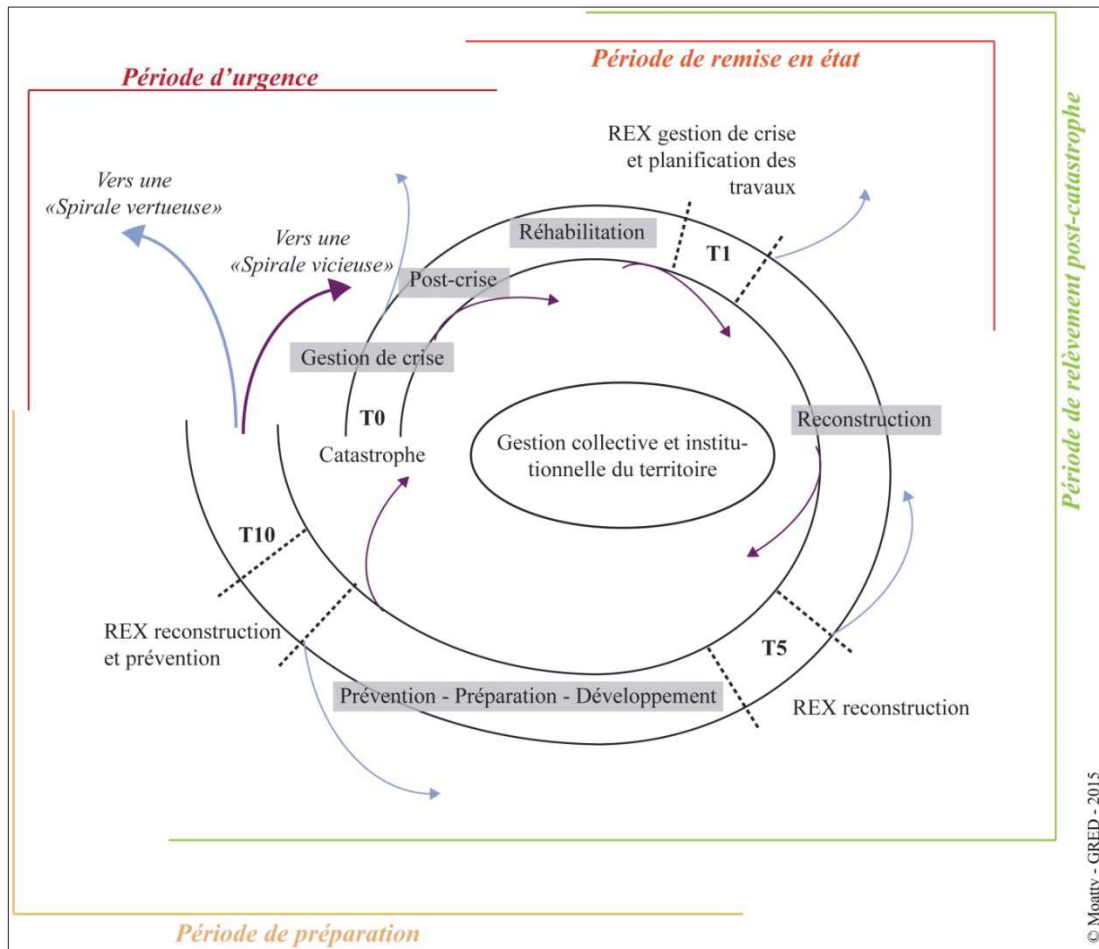 Période de remise en état
Période d'urgence
Période de relèvement post-catastrophe
REX gestion de crise
et planification des
travaux
Vers une
«Spirale vertueuse»
Vers une
«Spirale vicieuse»
Réhabilitation
T1
Post-crise
Gestion de crise
T0
Catastrophe
Reconstruction
Gestion collective et institu-
tionnelle du territoire
T10
REX reconstruction
et prévention
T5
Prévention - Préparation - Développement
REX reconstruction
Période de préparation
© Moatty - GRED - 2015